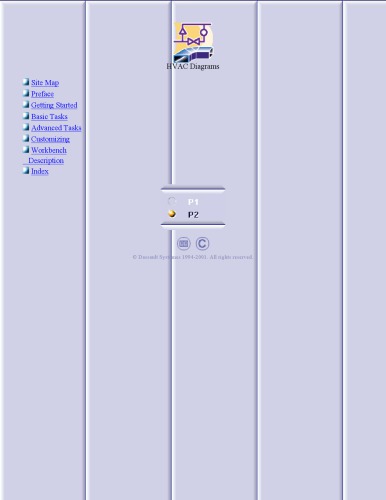 HVAC Diagrams
Site Map
Preface
Getting Started
Basic Tasks
Advanced Tasks
Customizing
Workbench
Description
Index
P1
P2
C
© Dassault Systèmes 1994-2001. All rights reserved.